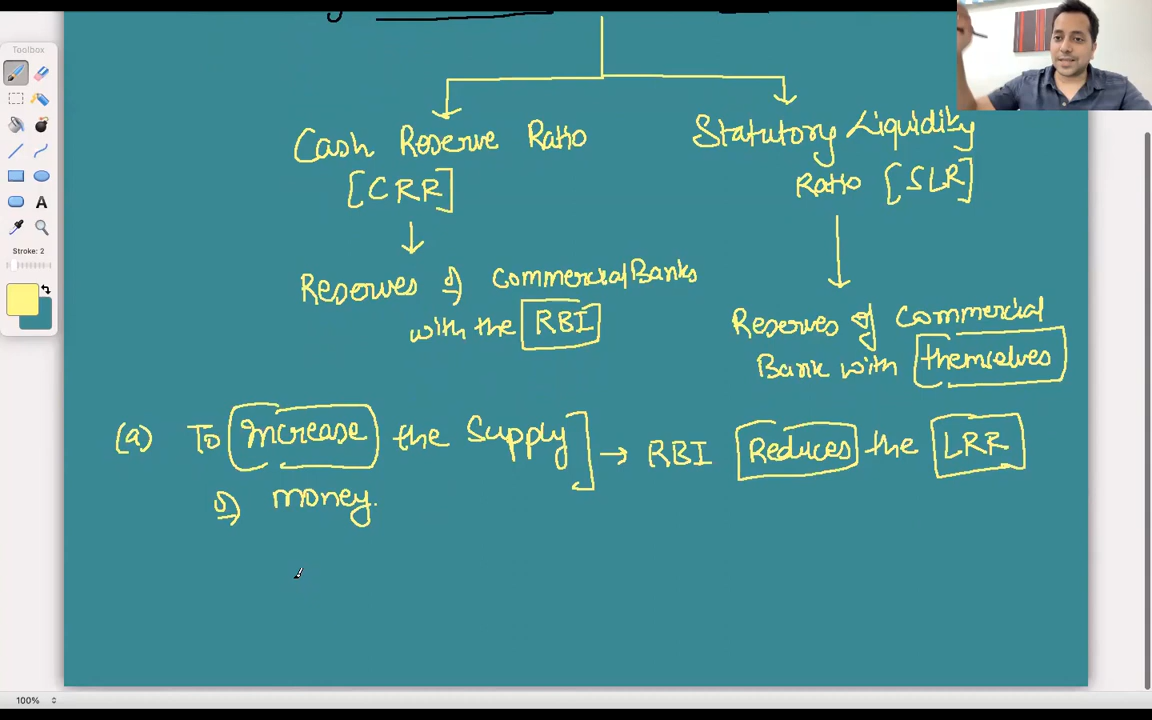 Toolbox
Cash Reserve Ratio
[CRR]
Statutory Liquidity
Ratio [SLR]
Reserves of Commercial Banks
with the RBI
Reserves of Commercial
Bank with themselves
(a) To Increase the Supply → RBI Reduces the LRR
of money.
A
Stroke: 2
100%